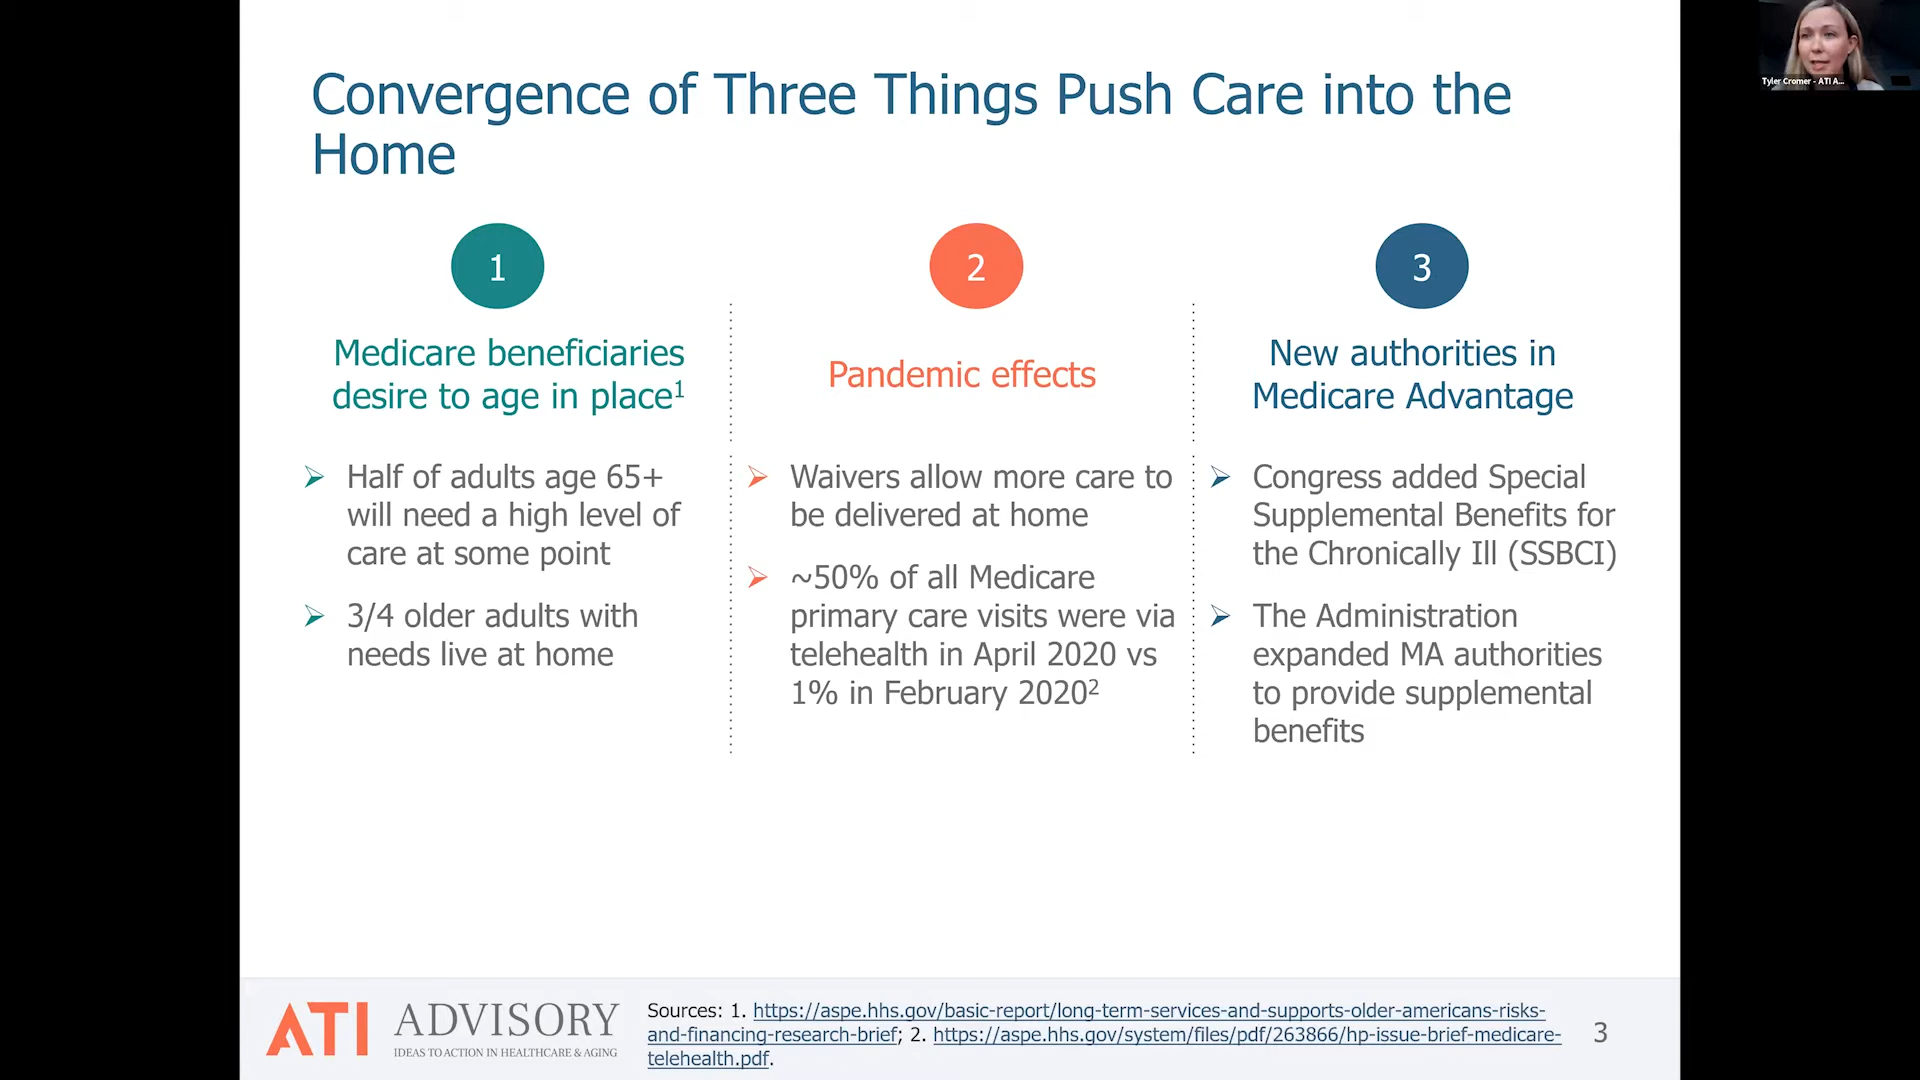 Convergence of Three Things Push Care into the
Home
1
Medicare beneficiaries
desire to age in place1
➢ Half of adults age 65+
will need a high level of
care at some point
➢ 3/4 older adults with
needs live at home
2
Pandemic effects
➢ Waivers allow more care to
be delivered at home
➢ ~50% of all Medicare
primary care visits were via
telehealth in April 2020 vs
1% in February 20202
3
New authorities in
Medicare Advantage
➢ Congress added Special
Supplemental Benefits for
the Chronically Ill (SSBCI)
➢ The Administration
expanded MA authorities
to provide supplemental
benefits
ATI ADVISORY
IDEAS TO ACTION IN HEALTHCARE & AGING
Sources: 1. https://aspe.hhs.gov/basic-report/long-term-services-and-supports-older-americans-risks-
and-financing-research-brief; 2. https://aspe.hhs.gov/system/files/pdf/263866/hp-issue-brief-medicare-
telehealth.pdf.
3
Tyler Cromer - ATI A...